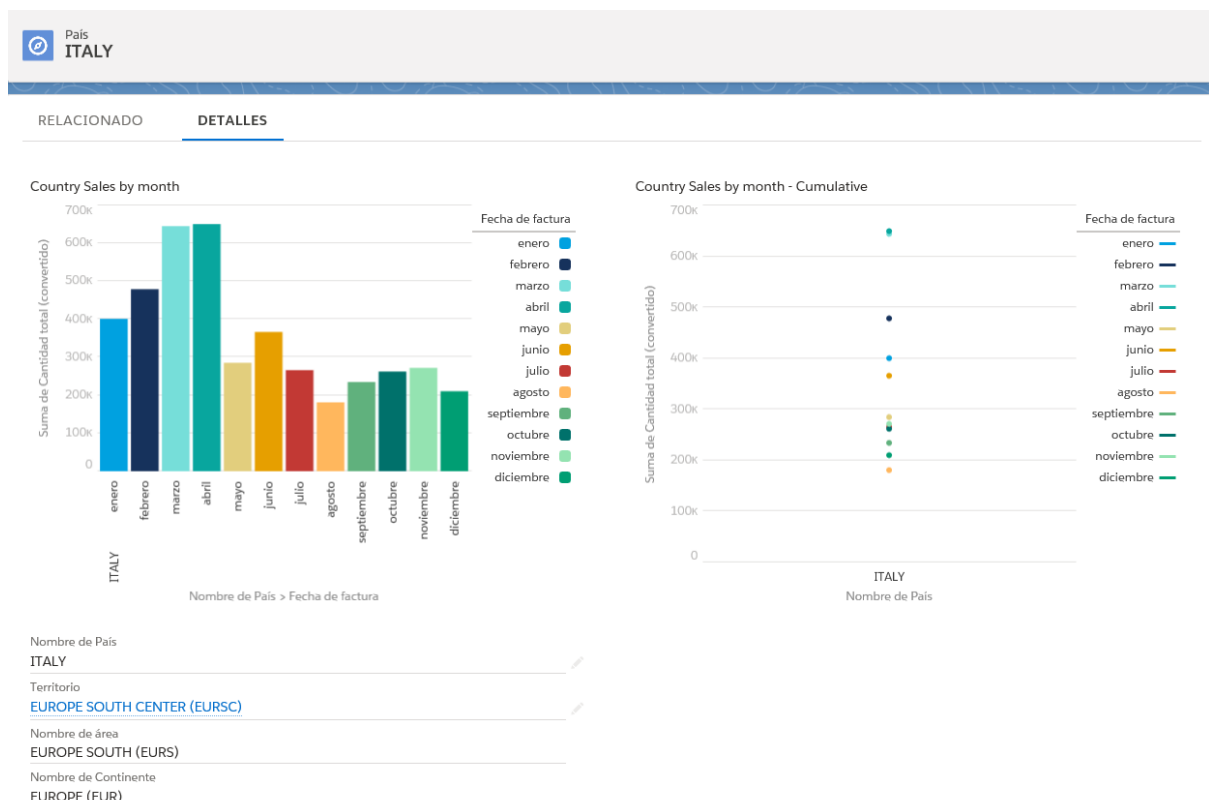 País
ITALY
RELACIONADO DETALLES
Country Sales by month
700K
600K
500K
400K
300K
200K
100K
0
Suma de Cantidad total (convertido)
enero
febrero
marzo
abril
mayo
junio
julio
agosto
septiembre
octubre
noviembre
diciembre
ITALY
Nombre de País > Fecha de factura
Fecha de factura
enero
febrero
marzo
abril
mayo
junio
julio
agosto
septiembre
octubre
noviembre
diciembre
Country Sales by month - Cumulative
700K
600K
500K
400K
300K
200K
100K
0
Suma de Cantidad total (convertido)
ITALY
Nombre de País
Fecha de factura
enero
febrero
marzo
abril
mayo
junio
julio
agosto
septiembre
octubre
noviembre
diciembre
Nombre de País
ITALY
Territorio
EUROPE SOUTH CENTER (EURSC)
Nombre de área
EUROPE SOUTH (EURS)
Nombre de Continente
EUROPE (EUR)